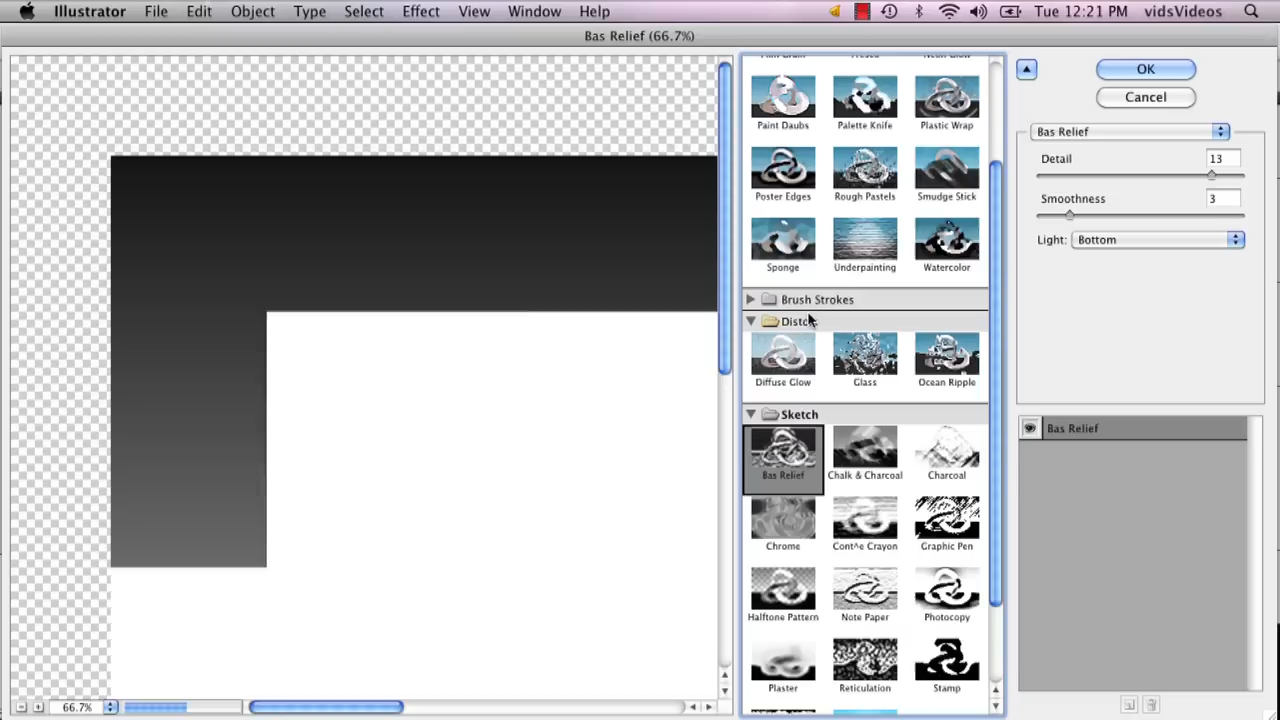 Illustrator File Edit Object Type Select Effect View Window Help Tue 12:21 PM vidsVideos
Bas Relief (66.7%)
Paint Daubs Palette Knife Plastic Wrap
Poster Edges Rough Pastels Smudge Stick
Sponge Underpainting Watercolor
Brush Strokes
Diffuse Glow Glass Ocean Ripple
Sketch
Bas Relief Chalk & Charcoal Charcoal
Chrome Cont^e Crayon Graphic Pen
Halftone Pattern Note Paper Photocopy
Plaster Reticulation Stamp
OK
Cancel
Bas Relief
Detail 13
Smoothness 3
Light: Bottom
Bas Relief
66.7%